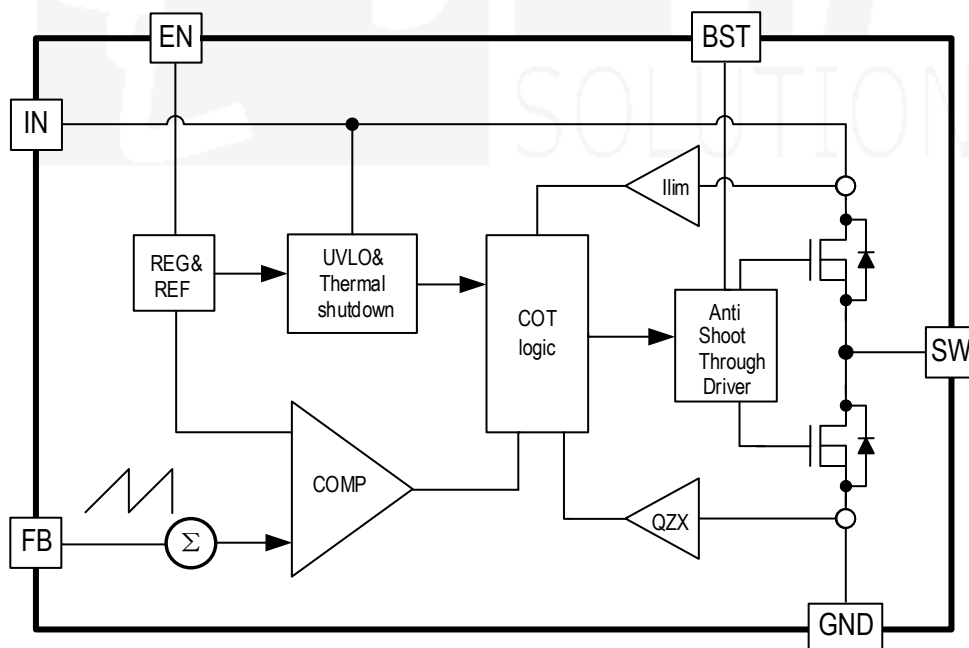 EN
BST
SOLUTION
IN
Ilim
REG&
REF
UVLO&
Thermal
shutdown
COT
logic
Anti
Shoot
Through
Driver
SW
COMP
QZX
FB
Σ
GND